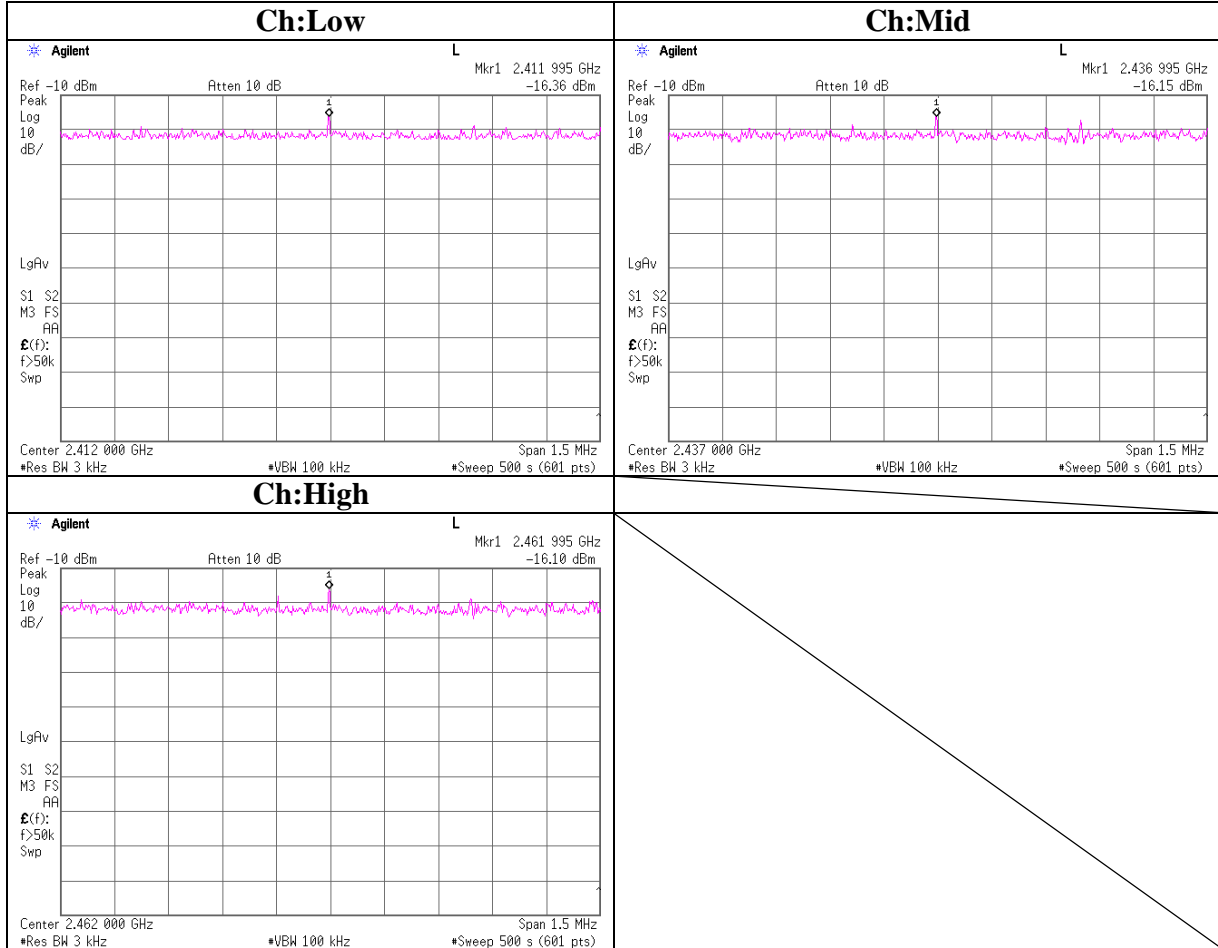 Ch:Low
Agilent
L
Mkr1 2.411 995 GHz
Ref -10 dBm Atten 10 dB -16.36 dBm
Peak
Log
10
dB/
1
LgAv
S1 S2
M3 FS
AA
£(f):
f>50k
Swp
Center 2.412 000 GHz Span 1.5 MHz
#Res BW 3 kHz #VBW 100 kHz #Sweep 500 s (601 pts)
Ch:Mid
Agilent
L
Mkr1 2.436 995 GHz
Ref -10 dBm Atten 10 dB -16.15 dBm
Peak
Log
10
dB/
1
LgAv
S1 S2
M3 FS
AA
£(f):
f>50k
Swp
Center 2.437 000 GHz Span 1.5 MHz
#Res BW 3 kHz #VBW 100 kHz #Sweep 500 s (601 pts)
Ch:High
Agilent
L
Mkr1 2.461 995 GHz
Ref -10 dBm Atten 10 dB -16.10 dBm
Peak
Log
10
dB/
1
LgAv
S1 S2
M3 FS
AA
£(f):
f>50k
Swp
Center 2.462 000 GHz Span 1.5 MHz
#Res BW 3 kHz #VBW 100 kHz #Sweep 500 s (601 pts)